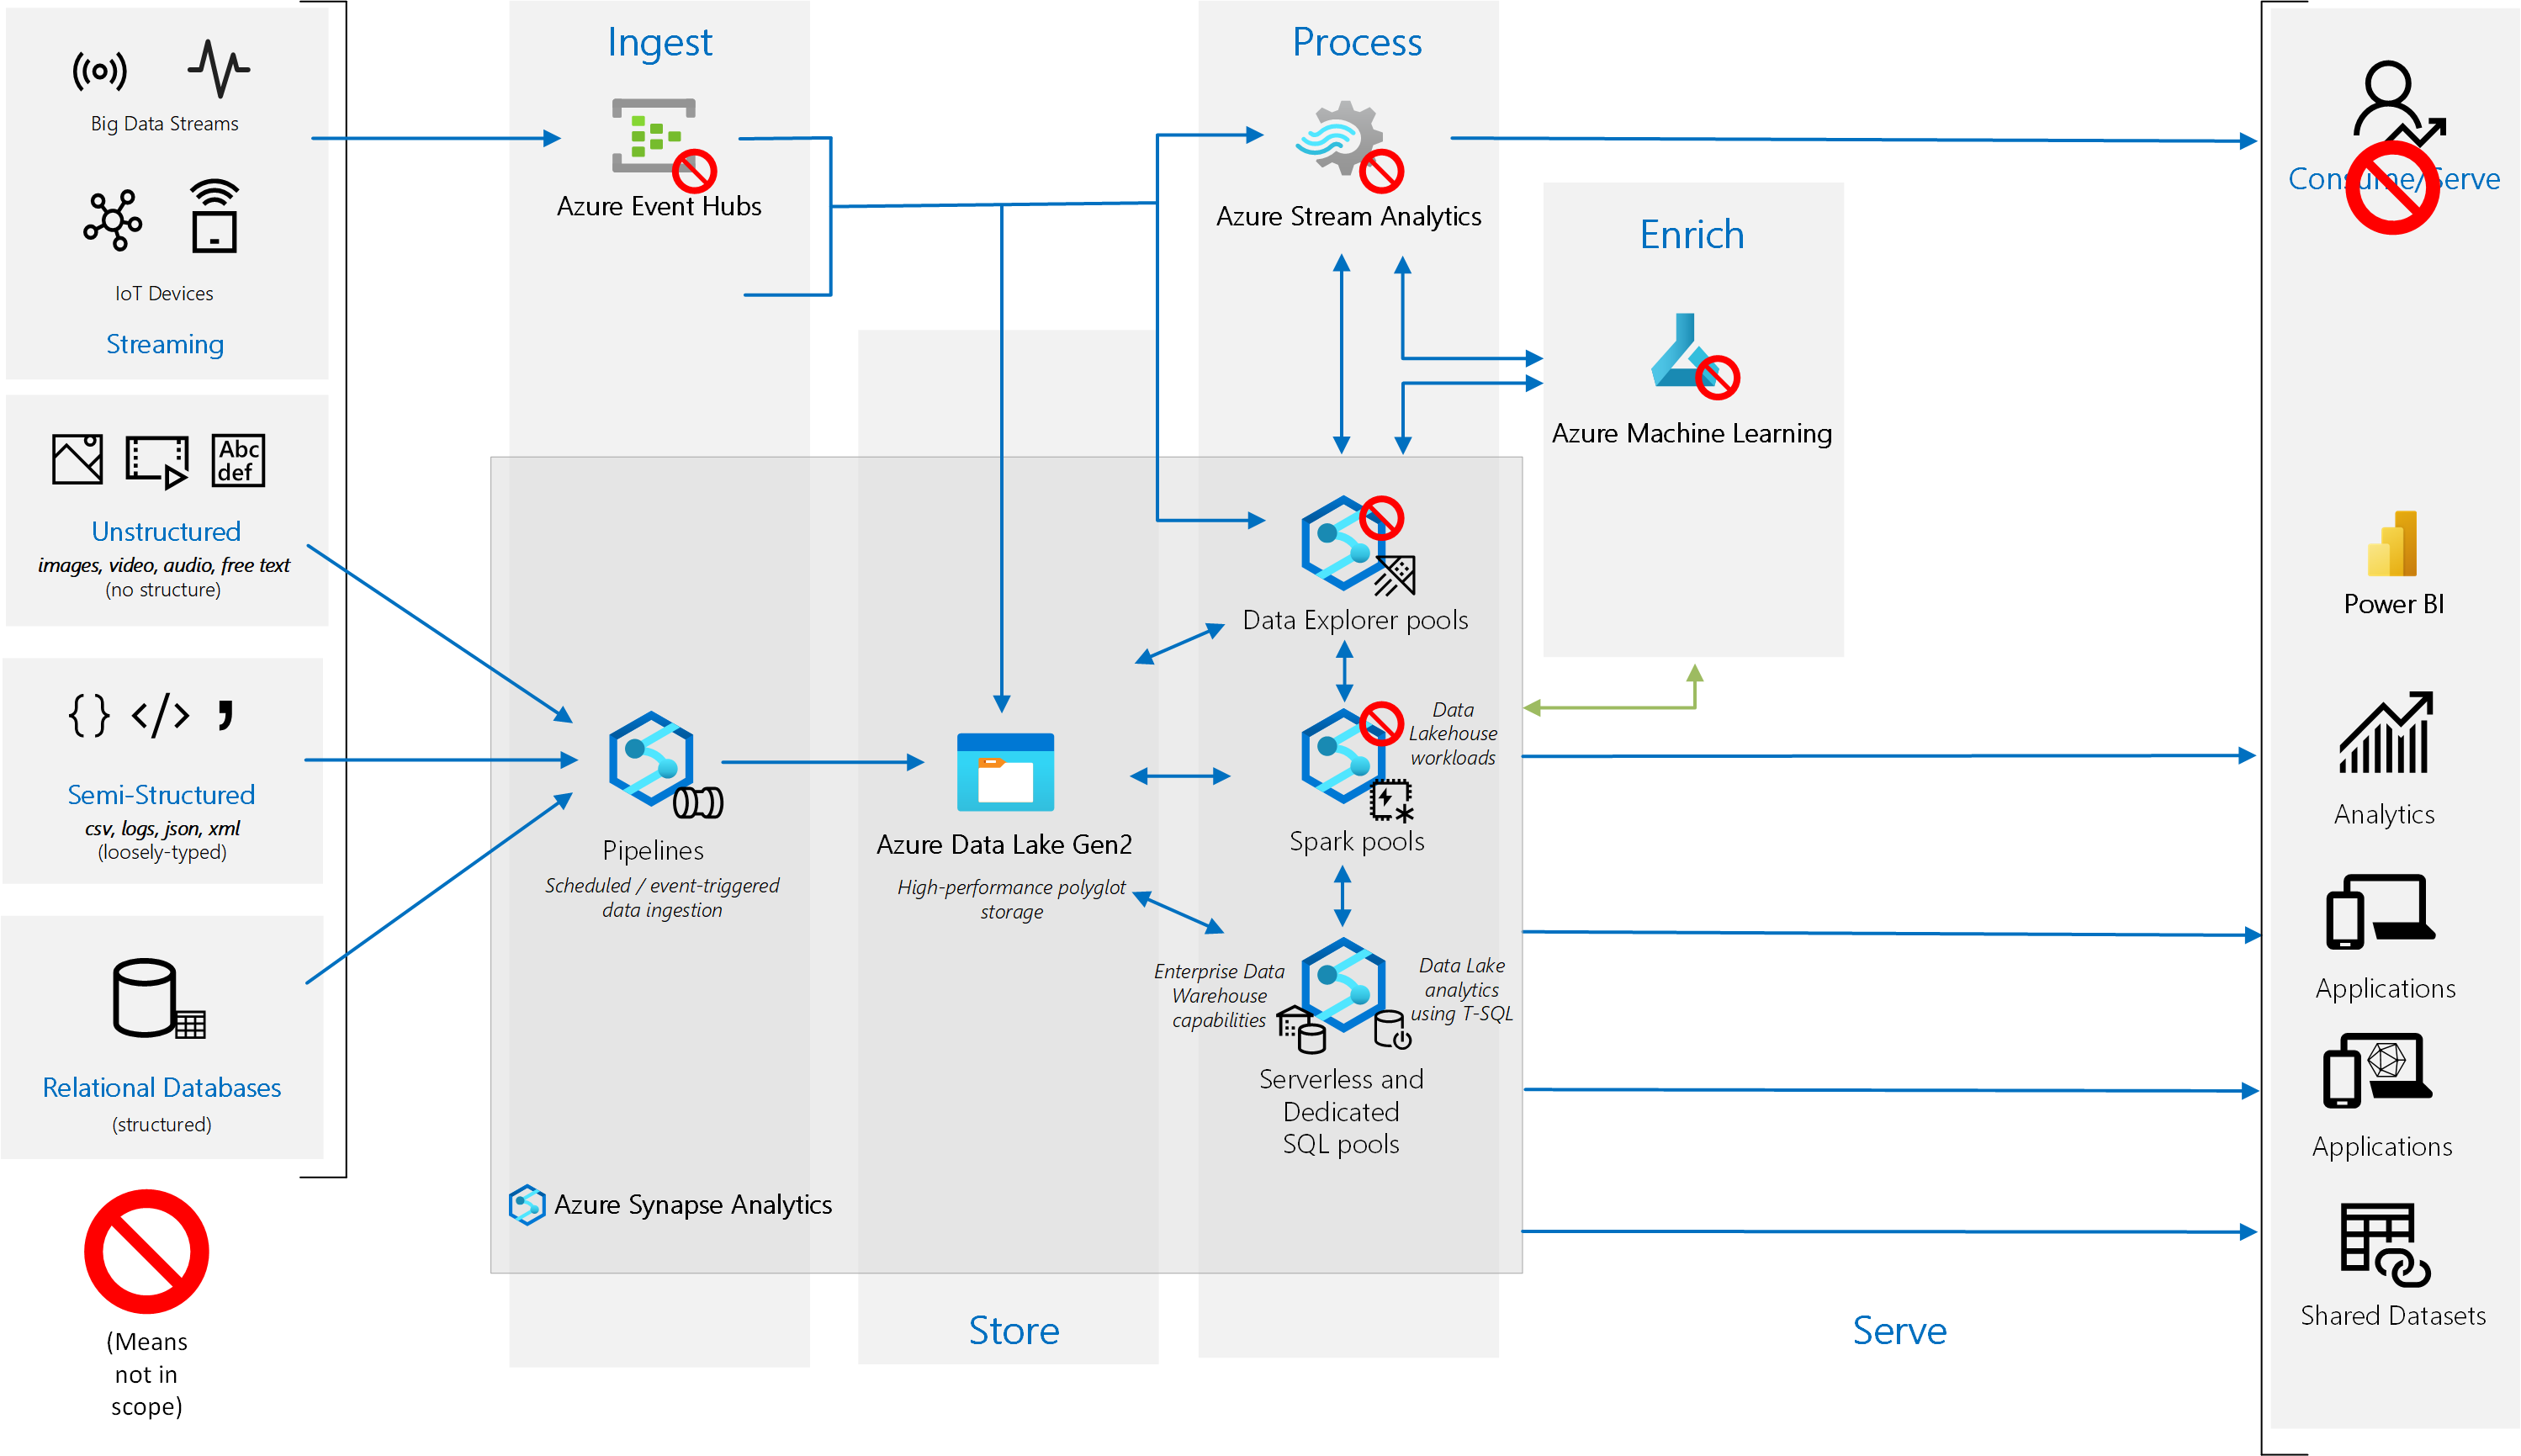 Big Data Streams
IoT Devices
Streaming
Abc
def
Unstructured
images, video, audio, free text
(no structure)
{ } </> ,
Semi-Structured
csv, logs, json, xml
(loosely-typed)
Relational Databases
(structured)
(Means
not in
scope)
Ingest
Azure Event Hubs
Pipelines
Scheduled / event-triggered
data ingestion
Azure Synapse Analytics
Azure Data Lake Gen2
High-performance polyglot
storage
Store
Process
Azure Stream Analytics
Data Explorer pools
Data
Lakehouse
workloads
Spark pools
Enterprise Data
Warehouse
capabilities
Data Lake
analytics
using T-SQL
Serverless and
Dedicated
SQL pools
Enrich
Azure Machine Learning
Serve
Consume/Serve
Power BI
Analytics
Applications
Applications
Shared Datasets